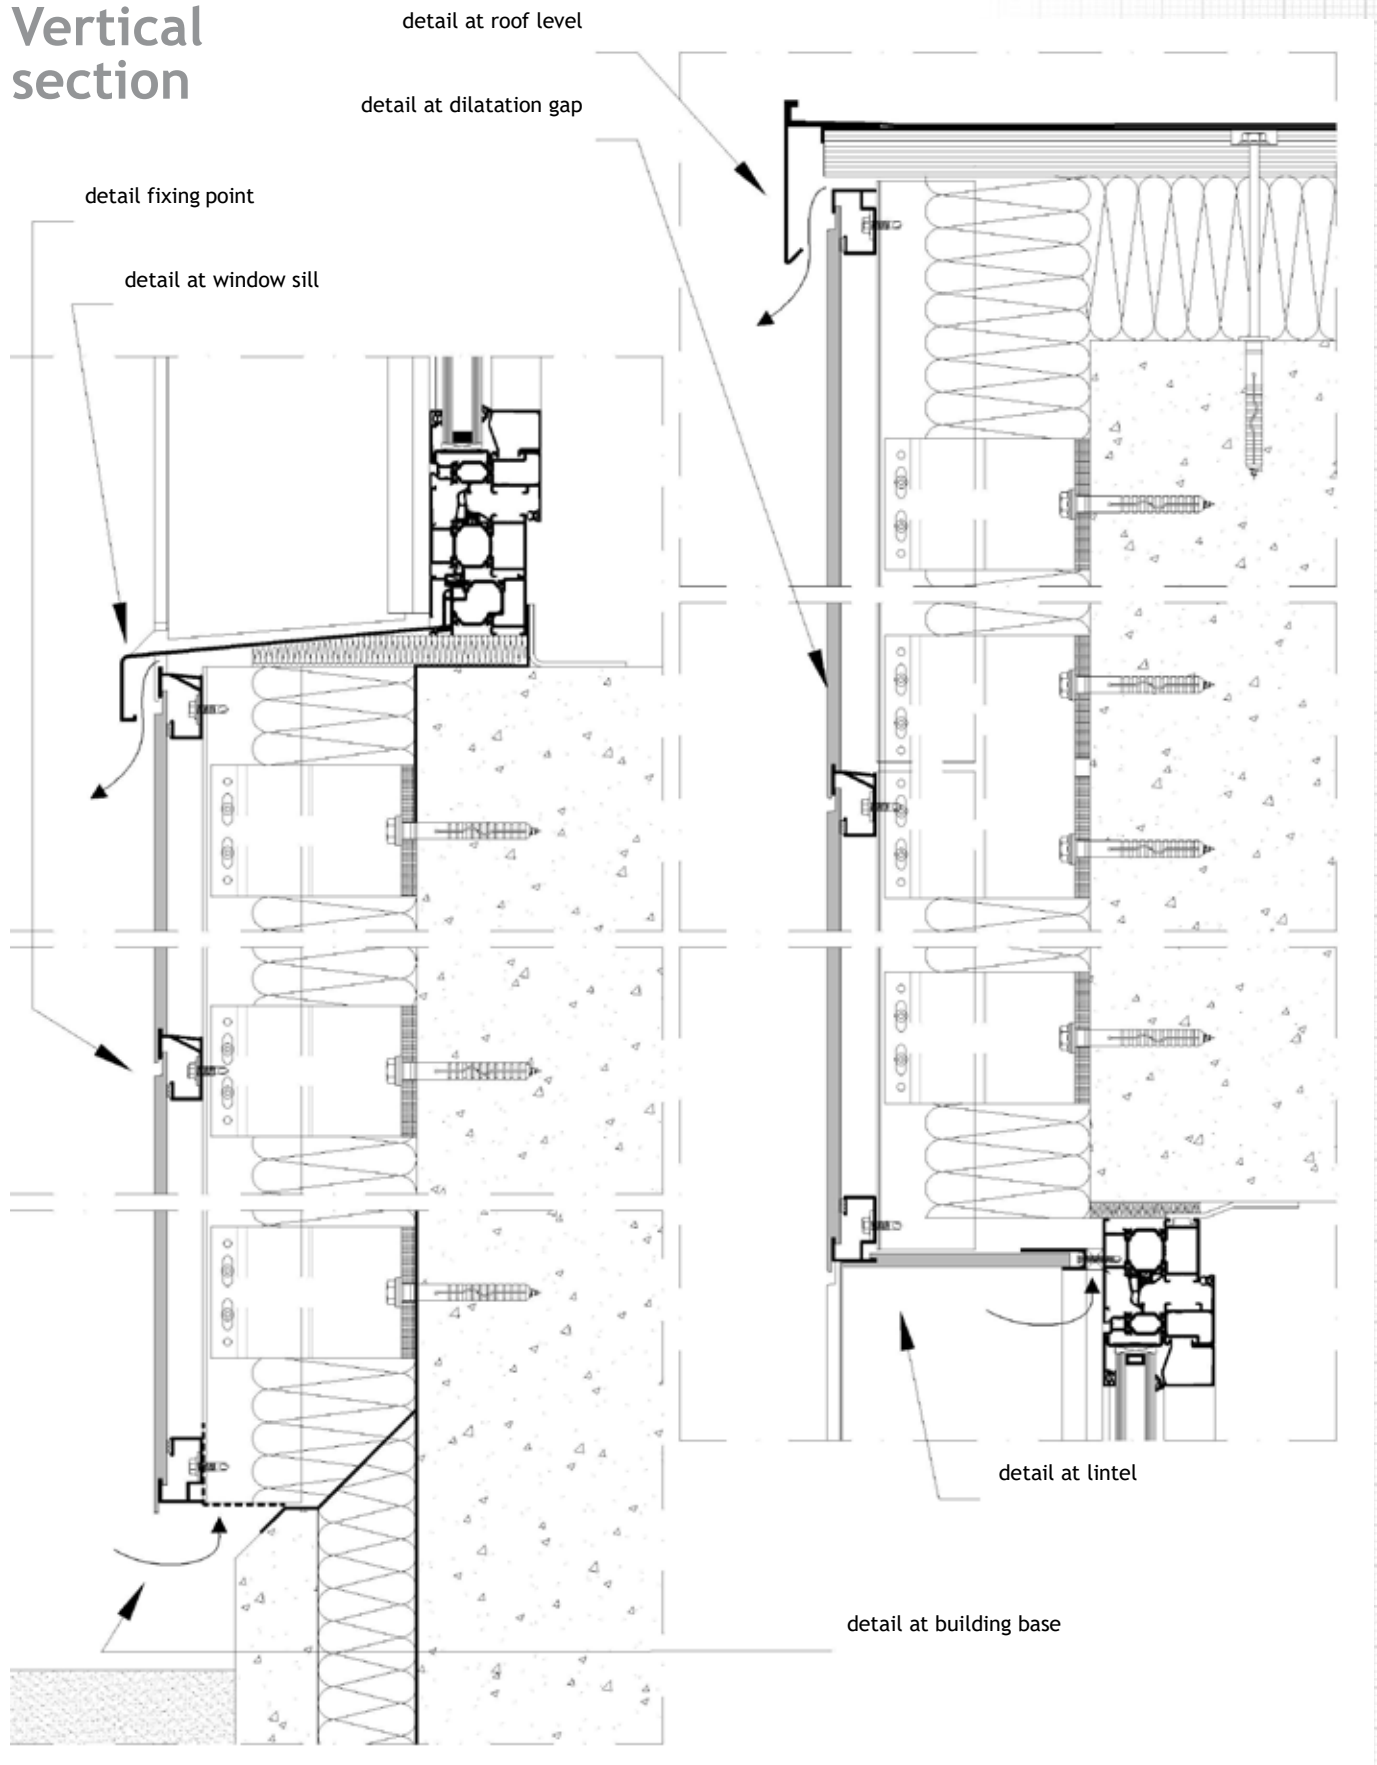 Vertical
section
detail at roof level
detail at dilatation gap
detail fixing point
detail at window sill
detail at lintel
detail at building base